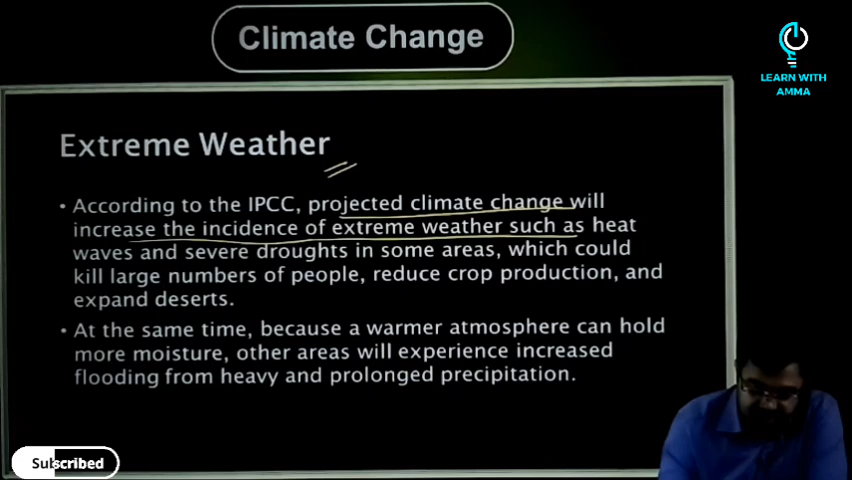 Climate Change
LEARN WITH
AMMA
Extreme Weather
• According to the IPCC, projected climate change will
increase the incidence of extreme weather such as heat
waves and severe droughts in some areas, which could
kill large numbers of people, reduce crop production, and
expand deserts.
• At the same time, because a warmer atmosphere can hold
more moisture, other areas will experience increased
flooding from heavy and prolonged precipitation.
Subscribed